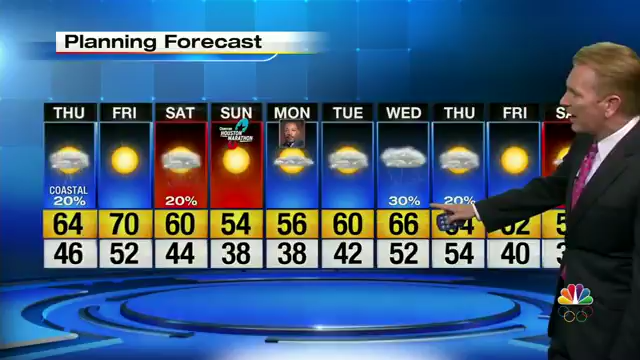 Planning Forecast
THU FRI SAT SUN MON TUE WED THU FRI
Chevron
HOUSTON
MARATHON
COASTAL
20% 20% 30% 20%
64 70 60 54 56 60 66
46 52 44 38 38 42 52 54 40